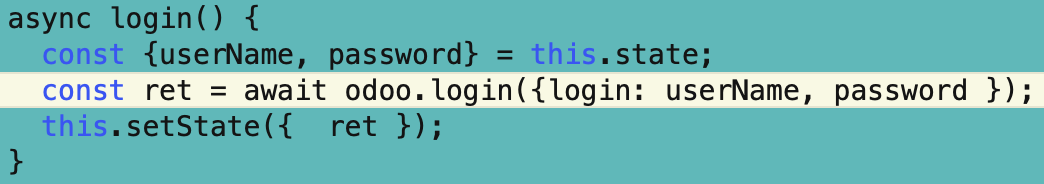 async login() {
  const {userName, password} = this.state;
  const ret = await odoo.login({login: userName, password });
  this.setState({  ret });
}